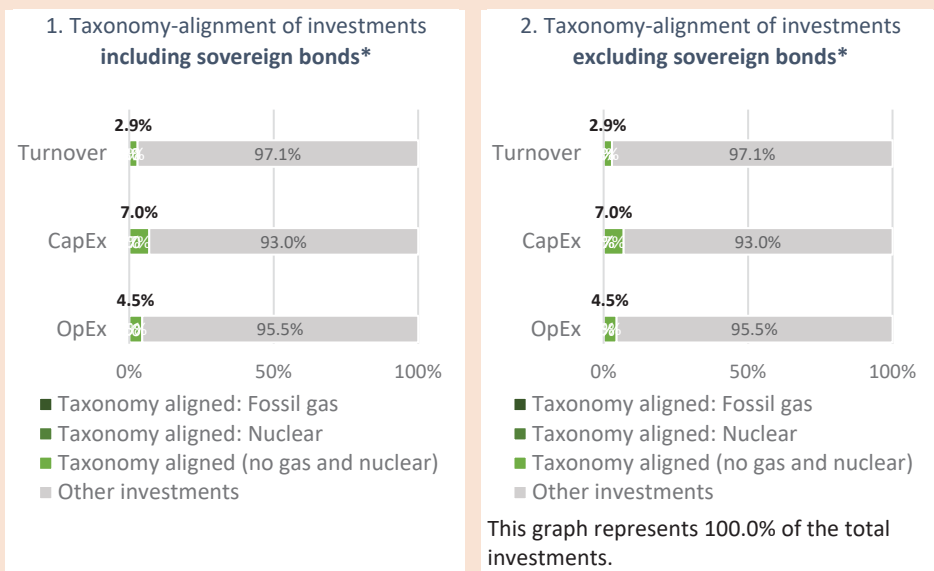 1. Taxonomy-alignment of investments
including sovereign bonds*
2.9%
Turnover
97.1%
7.0%
CapEx
93.0%
4.5%
OpEx
95.5%
0%
50%
100%
■ Taxonomy aligned: Fossil gas
■ Taxonomy aligned: Nuclear
■ Taxonomy aligned (no gas and nuclear)
■ Other investments
2. Taxonomy-alignment of investments
excluding sovereign bonds*
2.9%
Turnover
97.1%
7.0%
CapEx
93.0%
4.5%
OpEx
95.5%
0%
50%
100%
■ Taxonomy aligned: Fossil gas
■ Taxonomy aligned: Nuclear
■ Taxonomy aligned (no gas and nuclear)
■ Other investments
This graph represents 100.0% of the total
investments.